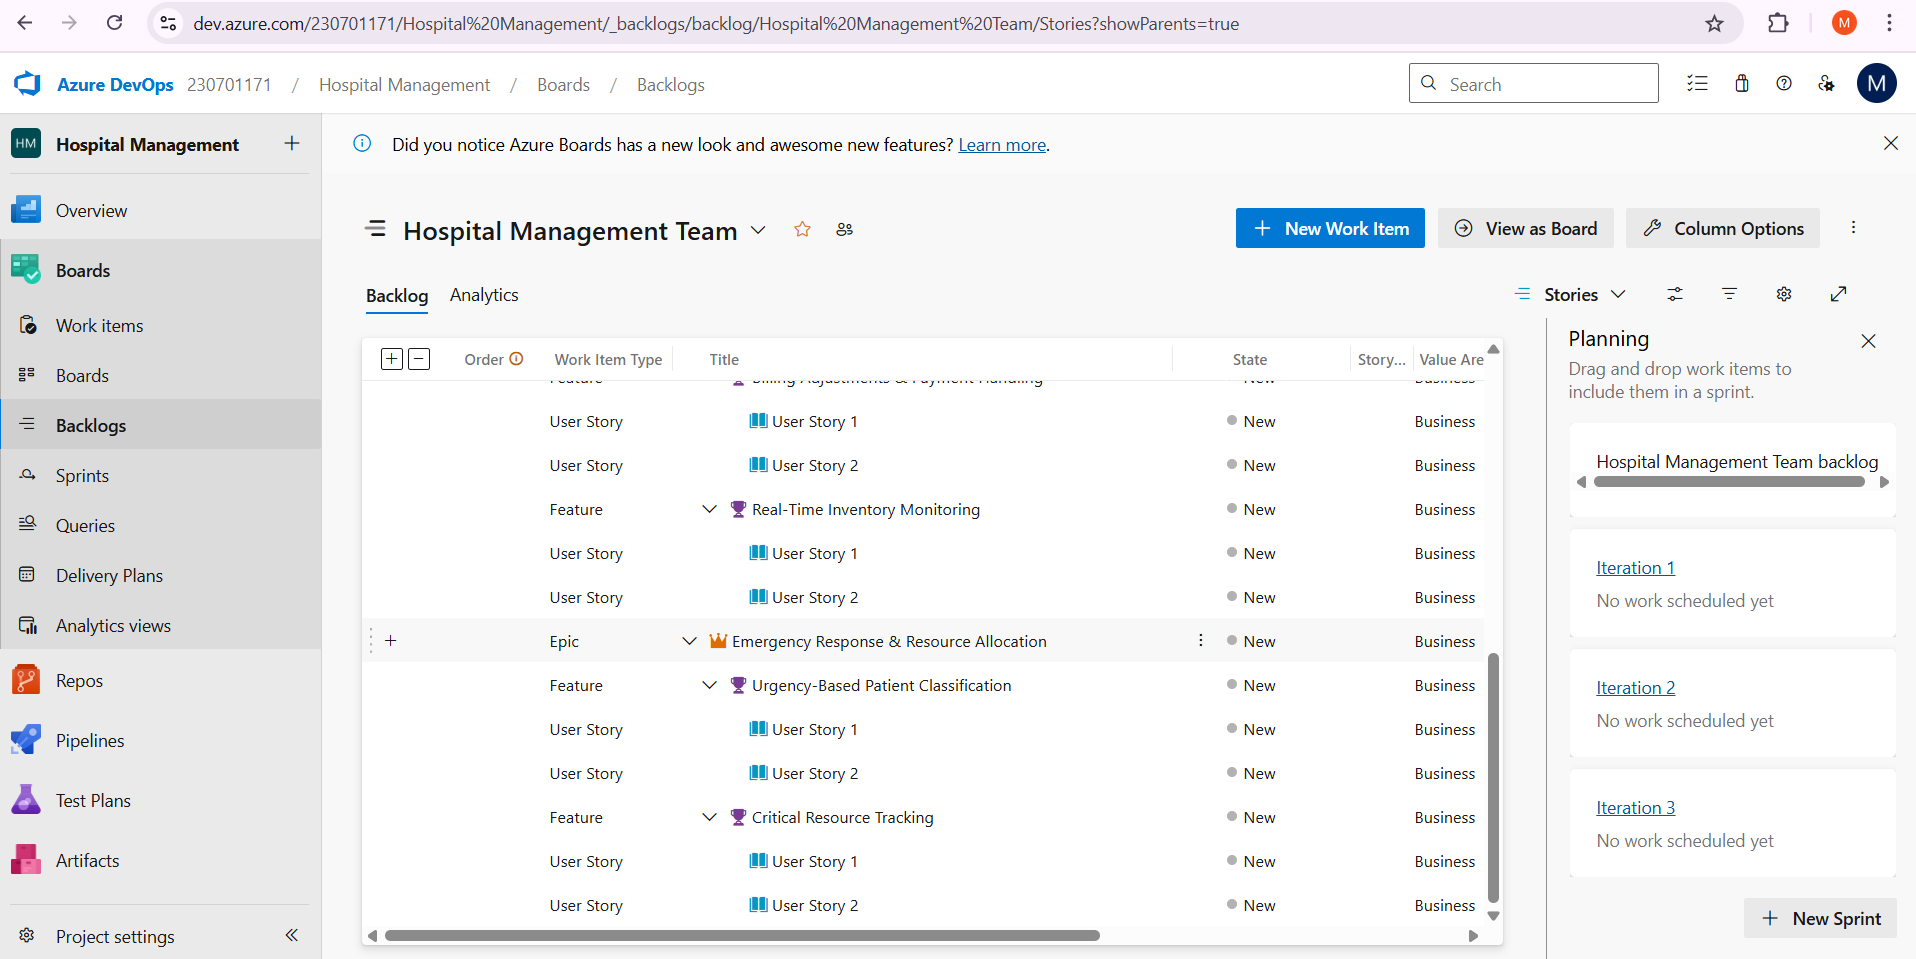 dev.azure.com/230701171/Hospital%20Management/_backlogs/backlog/Hospital%20Management%20Team/Stories?showParents=true
M
Azure DevOps 230701171 / Hospital Management / Boards / Backlogs
Search
M
HM Hospital Management
Did you notice Azure Boards has a new look and awesome new features? Learn more.
Overview
Boards
Work items
Boards
Backlogs
Sprints
Queries
Delivery Plans
Analytics views
Repos
Pipelines
Test Plans
Artifacts
Project settings
Hospital Management Team
New Work Item
View as Board
Column Options
Backlog Analytics
Stories
Order Work Item Type Title State Story... Value Are
Feature Billing Adjustments & Payment Handling New Business
User Story User Story 1 New Business
User Story User Story 2 New Business
Feature Real-Time Inventory Monitoring New Business
User Story User Story 1 New Business
User Story User Story 2 New Business
Epic Emergency Response & Resource Allocation New Business
Feature Urgency-Based Patient Classification New Business
User Story User Story 1 New Business
User Story User Story 2 New Business
Feature Critical Resource Tracking New Business
User Story User Story 1 New Business
User Story User Story 2 New Business
Planning
Drag and drop work items to
include them in a sprint.
Hospital Management Team backlog
Iteration 1
No work scheduled yet
Iteration 2
No work scheduled yet
Iteration 3
No work scheduled yet
New Sprint